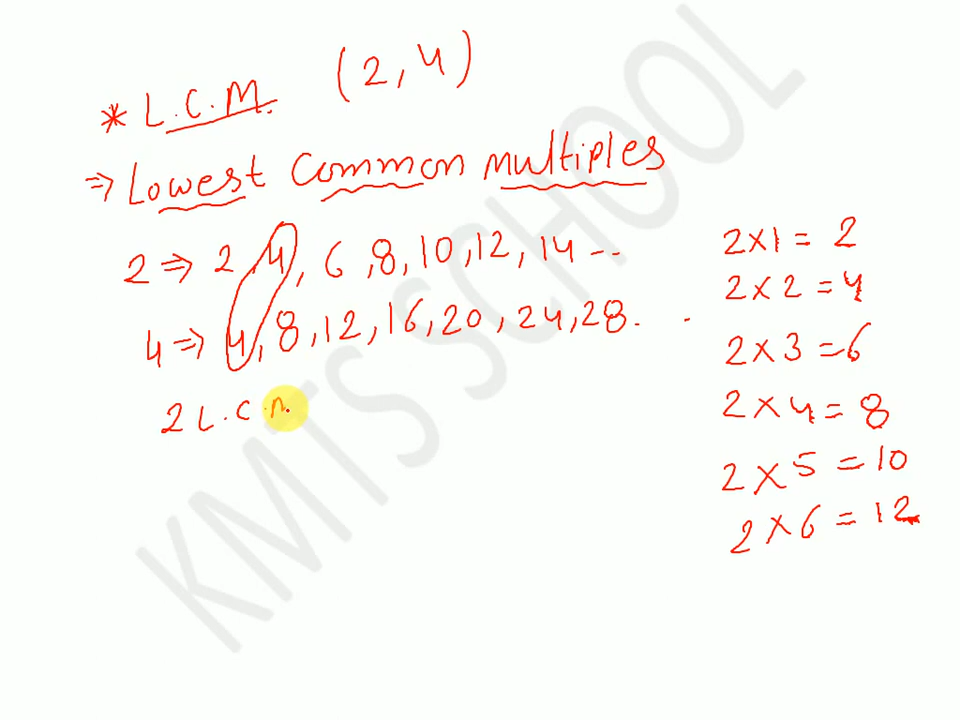 * L.C.M. (2,4)
⇒ Lowest Common multiples
2 ⇒ 2,4,6,8,10,12,14--
4 ⇒ 4,8,12,16,20,24,28. .
2 L.C.M.
2×1=2
2×2=4
2×3=6
2×4=8
2×5=10
2×6=12
KMTS SCHOOL